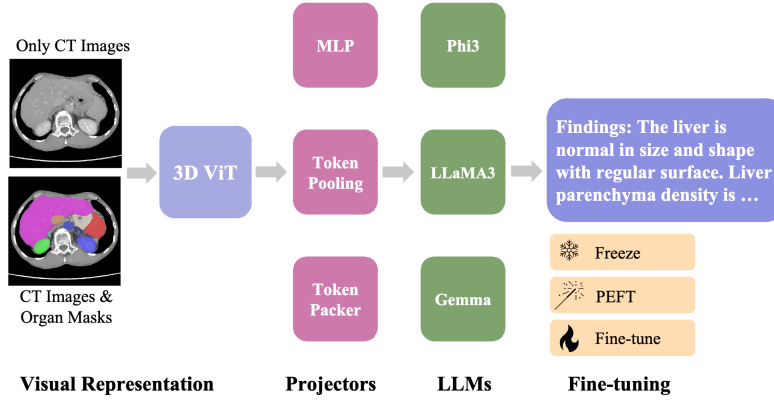 Only CT Images
CT Images &
Organ Masks
3D ViT
MLP
Token
Pooling
Token
Packer
Phi3
LLaMA3
Gemma
Findings: The liver is
normal in size and shape
with regular surface. Liver
parenchyma density is ...
Freeze
PEFT
Fine-tune
Visual Representation
Projectors
LLMs
Fine-tuning